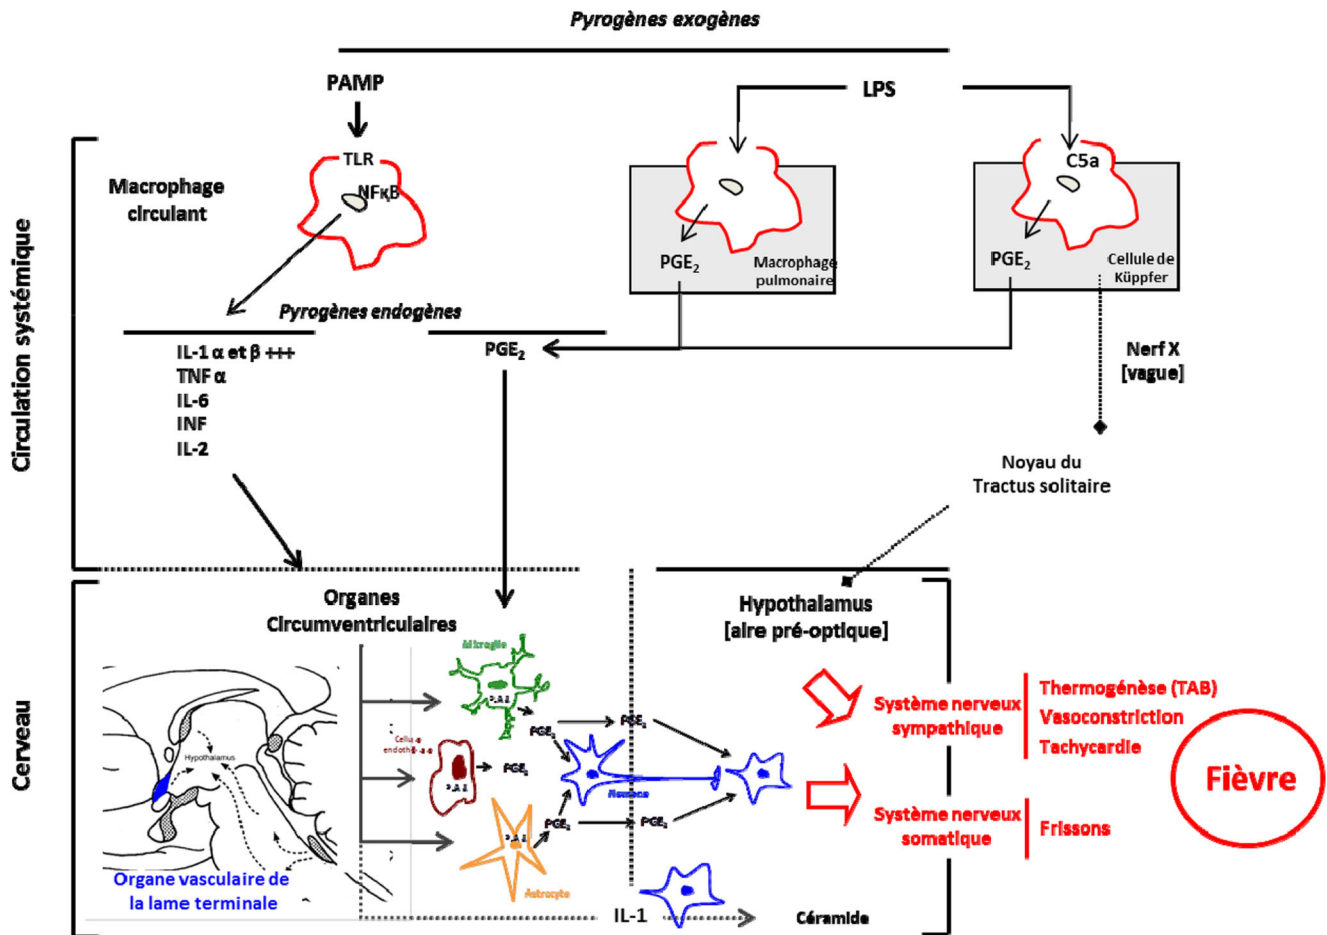 Pyrogènes exogènes
PAMP
LPS
TLR
NFκB
C5a
Macrophage
circulant
PGE₂
Macrophage
pulmonaire
PGE₂
Cellule de
Küppfer
Circulation systémique
Pyrogènes endogènes
IL-1 α et β +++
TNF α
IL-6
INF
IL-2
PGE₂
Nerf X
[vague]
Noyau du
Tractus solitaire
Cerveau
Organes
Circumventriculaires
Hypothalamus
[aire pré-optique]
Microglie
PGE₂
PGE₂
Hypothalamus
Cellule
endothéliale
PGE₂
Neurone
PGE₂
PGE₂
Astrocyte
Organe vasculaire de
la lame terminale
IL-1
Céramide
Système nerveux
sympathique
Thermogénèse (TAB)
Vasoconstriction
Tachycardie
Système nerveux
somatique
Frissons
Fièvre